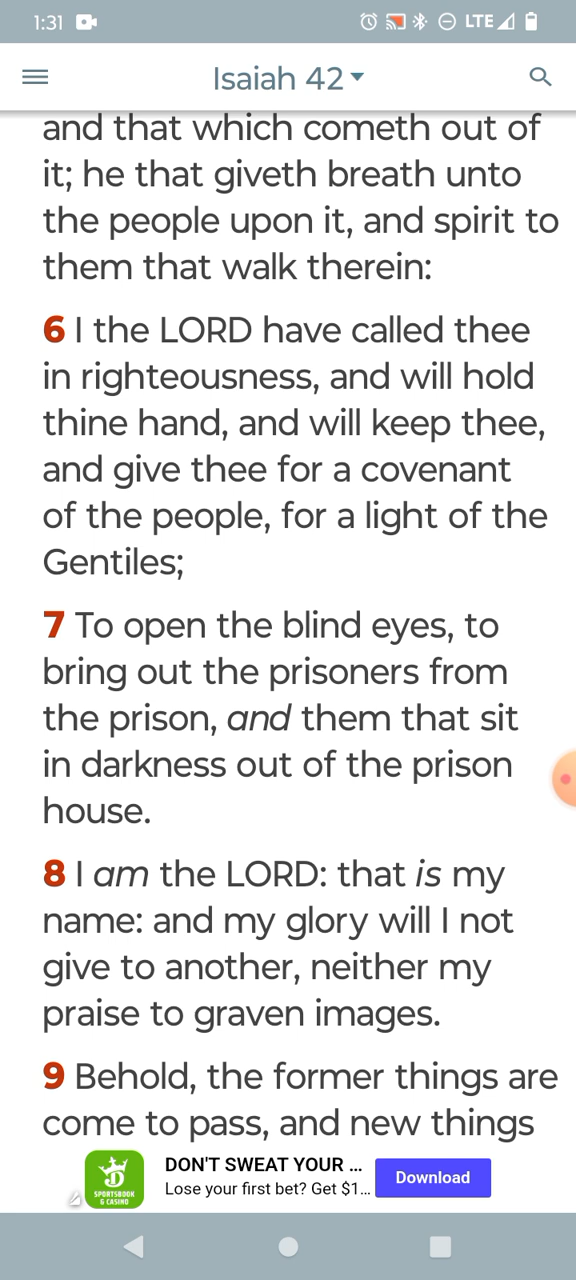 1:31 LTE
Isaiah 42
and that which cometh out of
it; he that giveth breath unto
the people upon it, and spirit to
them that walk therein:
6 I the LORD have called thee
in righteousness, and will hold
thine hand, and will keep thee,
and give thee for a covenant
of the people, for a light of the
Gentiles;
7 To open the blind eyes, to
bring out the prisoners from
the prison, and them that sit
in darkness out of the prison
house.
8 I am the LORD: that is my
name: and my glory will I not
give to another, neither my
praise to graven images.
9 Behold, the former things are
come to pass, and new things
DON'T SWEAT YOUR ...
Lose your first bet? Get $1...
Download
SPORTSBOOK
& CASINO